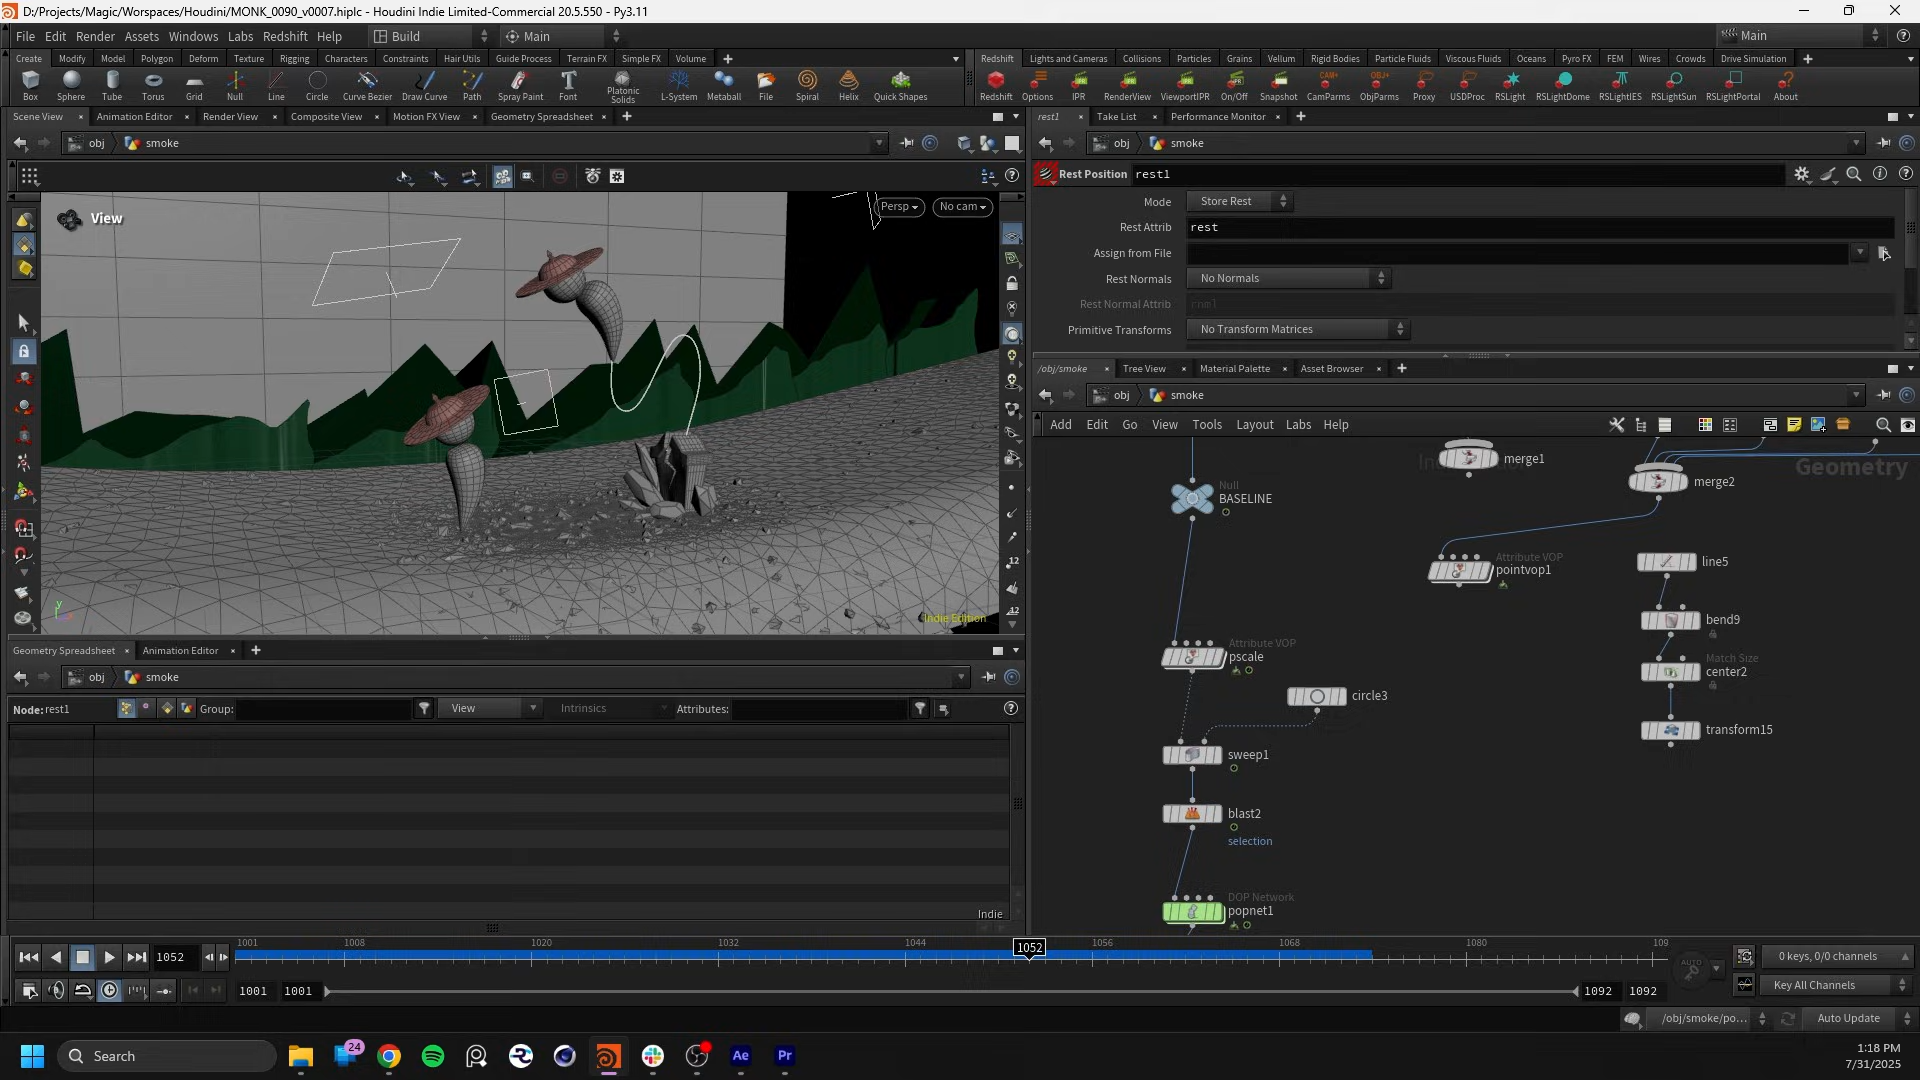 D:/Projects/Magic/Worspaces/Houdini/MONK_0090_v0007.hiplc - Houdini Indie Limited-Commercial 20.5.550 - Py3.11
File Edit Render Assets Windows Labs Redshift Help Build Main Main
Create Modify Model Polygon Deform Texture Rigging Characters Constraints Hair Utils Guide Process Terrain FX Simple FX Volume
Box Sphere Tube Torus Grid Null Line Circle Curve Bezier Draw Curve Path Spray Paint Font Platonic Solids L-System Metaball File Spiral Helix Quick Shapes
Redshift Lights and Cameras Collisions Particles Grains Vellum Rigid Bodies Particle Fluids Viscous Fluids Oceans Pyro FX FEM Wires Crowds Drive Simulation
Redshift Options IPR RenderView ViewportIPR On/Off Snapshot CamParms ObjParms Proxy USDProc RSLight RSLightDome RSLightIES RSLightSun RSLightPortal About
Scene View Animation Editor Render View Composite View Motion FX View Geometry Spreadsheet
obj smoke
View
Persp No cam
Indie Edition
y
12
12
rest1 Take List Performance Monitor
obj smoke
Rest Position rest1
Mode Store Rest
Rest Attrib rest
Assign from File
Rest Normals No Normals
Rest Normal Attrib rnml
Primitive Transforms No Transform Matrices
/obj/smoke Tree View Material Palette Asset Browser
obj smoke
Add Edit Go View Tools Layout Labs Help
Geometry
merge1
merge2
Null
BASELINE
Attribute VOP
pointvop1
line5
bend9
Match Size
center2
transform15
Attribute VOP
pscale
circle3
sweep1
blast2
selection
DOP Network
popnet1
Geometry Spreadsheet Animation Editor
obj smoke
Node: rest1 Group: View Intrinsics Attributes:
Indie
1052
1001 1008 1020 1032 1044 1052 1056 1068 1080 109
AUTO
0 keys, 0/0 channels
1001 1001 1092 1092
Key All Channels
/obj/smoke/po... Auto Update
Search
24
Ae
Pr
1:18 PM
7/31/2025